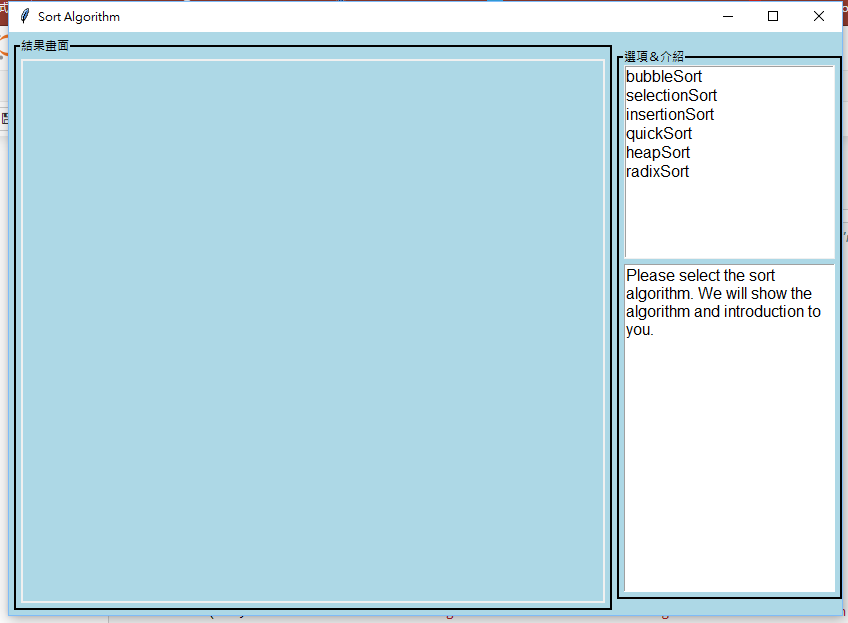 Sort Algorithm
結果畫面
選項＆介紹
bubbleSort
selectionSort
insertionSort
quickSort
heapSort
radixSort
Please select the sort
algorithm. We will show the
algorithm and introduction to
you.